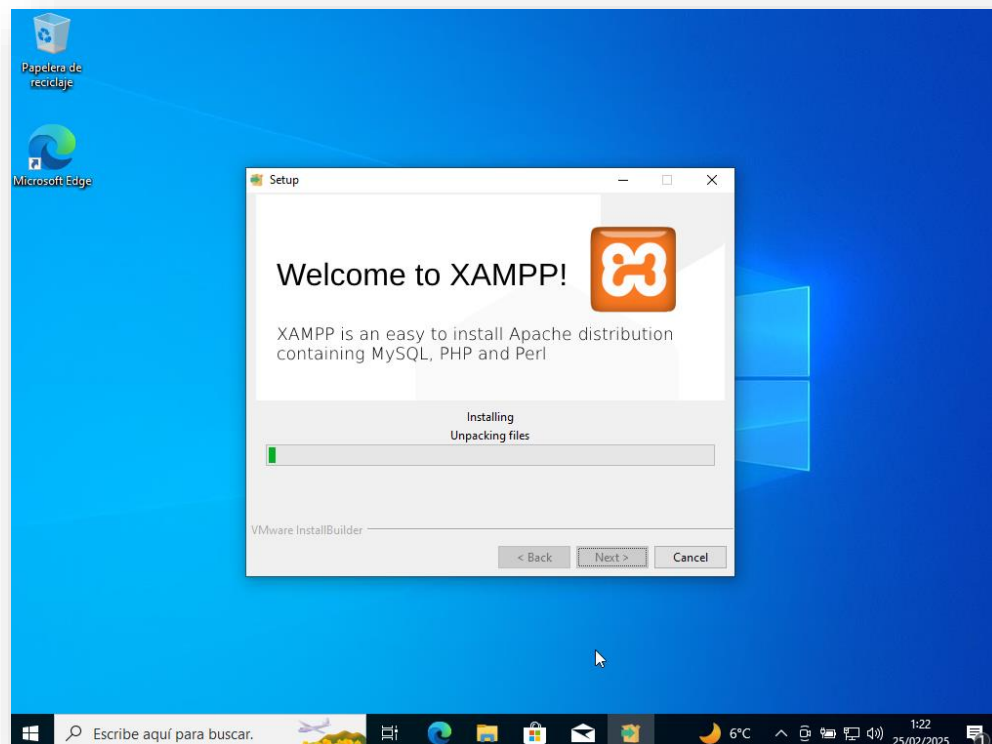 Papelera de
reciclaje
Microsoft Edge
Setup
Welcome to XAMPP!
XAMPP is an easy to install Apache distribution
containing MySQL, PHP and Perl
Installing
Unpacking files
VMware InstallBuilder
< Back
Next >
Cancel
Escribe aquí para buscar.
6°C
1:22
25/02/2025
1